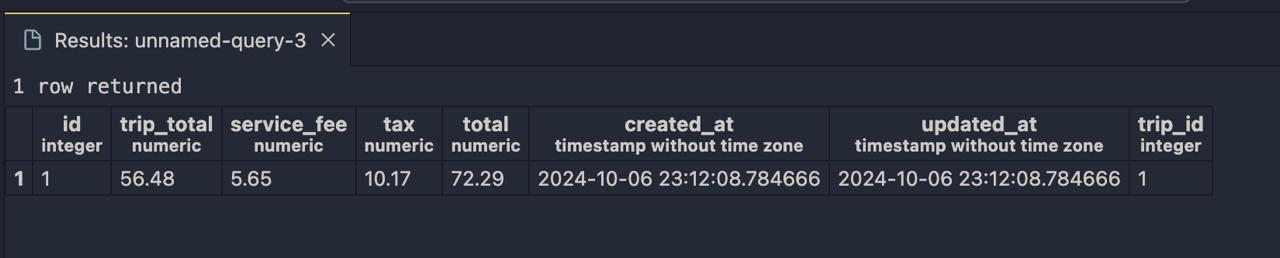 Results: unnamed-query-3
1 row returned
id trip_total service_fee tax total created_at updated_at trip_id
integer numeric numeric numeric numeric timestamp without time zone timestamp without time zone integer
1 1 56.48 5.65 10.17 72.29 2024-10-06 23:12:08.784666 2024-10-06 23:12:08.784666 1